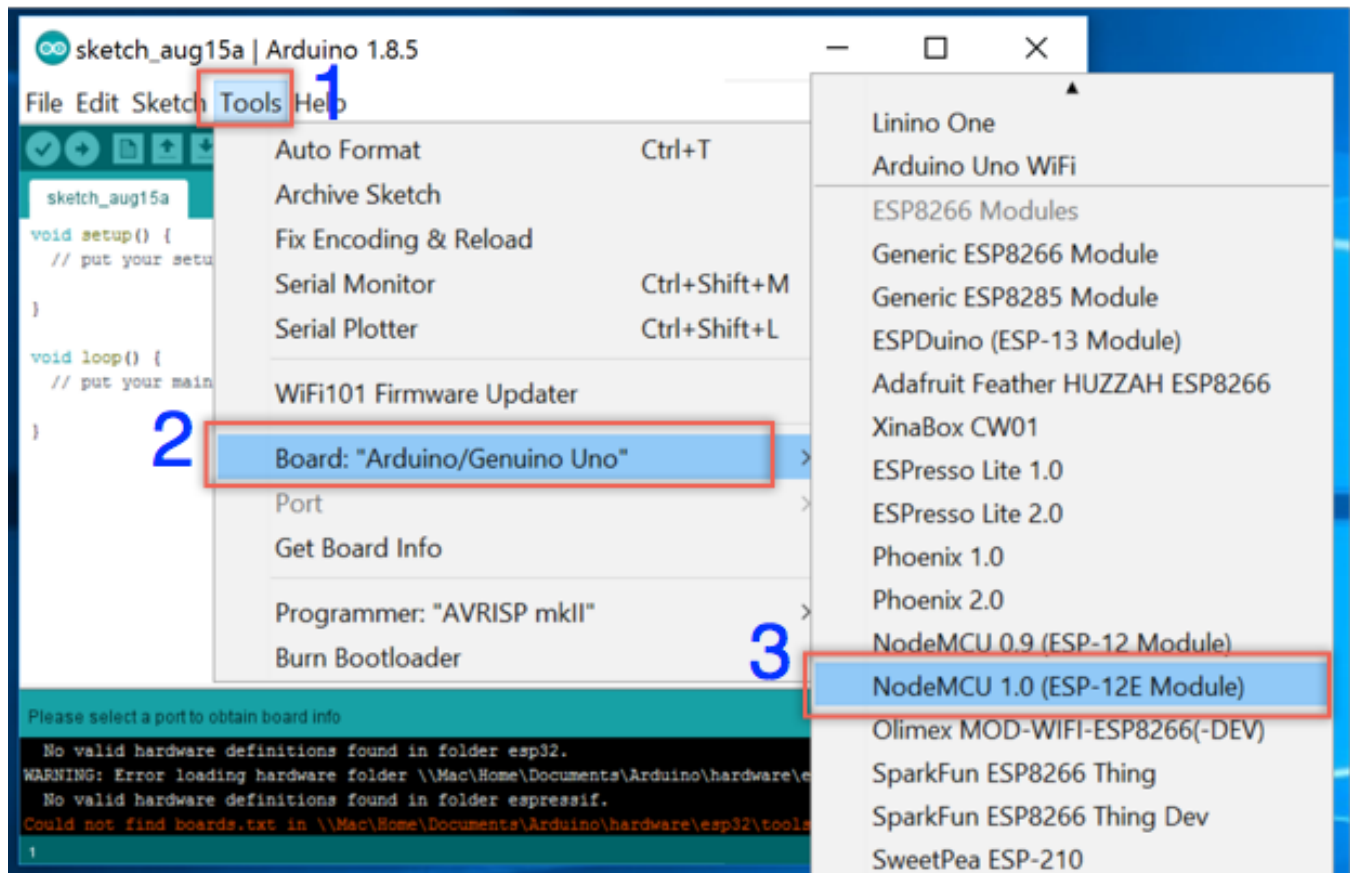 sketch_aug15a | Arduino 1.8.5
1
File Edit Sketch Tools Help
sketch_aug15a
void setup() {
// put your setu
}
void loop() {
// put your main
}
Auto Format Ctrl+T
Archive Sketch
Fix Encoding & Reload
Serial Monitor Ctrl+Shift+M
Serial Plotter Ctrl+Shift+L
WiFi101 Firmware Updater
2
Board: "Arduino/Genuino Uno"
Port
Get Board Info
Programmer: "AVRISP mkII"
Burn Bootloader
Linino One
Arduino Uno WiFi
ESP8266 Modules
Generic ESP8266 Module
Generic ESP8285 Module
ESPDuino (ESP-13 Module)
Adafruit Feather HUZZAH ESP8266
XinaBox CW01
ESPresso Lite 1.0
ESPresso Lite 2.0
Phoenix 1.0
Phoenix 2.0
NodeMCU 0.9 (ESP-12 Module)
3
NodeMCU 1.0 (ESP-12E Module)
Olimex MOD-WIFI-ESP8266(-DEV)
SparkFun ESP8266 Thing
SparkFun ESP8266 Thing Dev
SweetPea ESP-210
Please select a port to obtain board info
No valid hardware definitions found in folder esp32.
WARNING: Error loading hardware folder \\Mac\Home\Documents\Arduino\hardware\e
No valid hardware definitions found in folder espressif.
Could not find boards.txt in \\Mac\Home\Documents\Arduino\hardware\esp32\tools
1